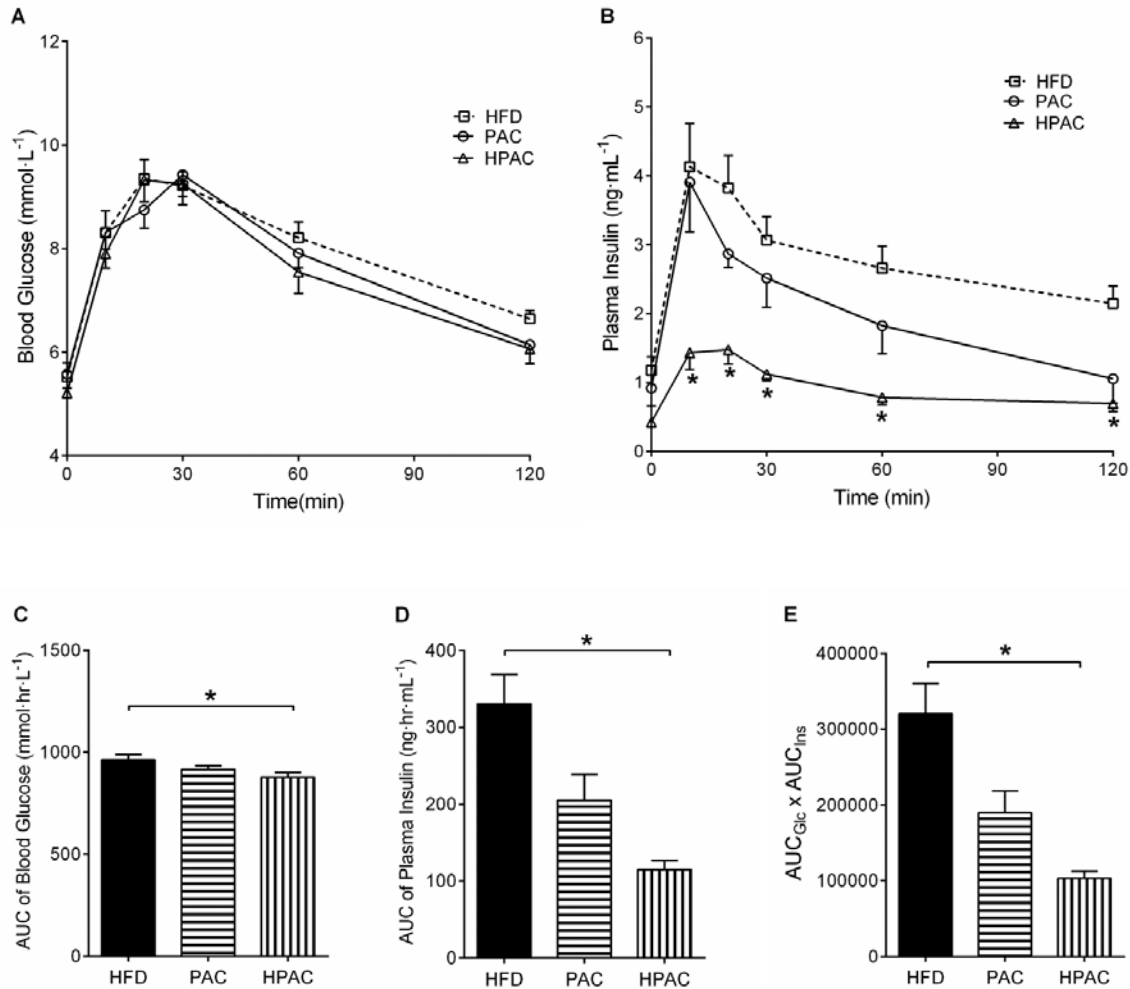 A
Blood Glucose (mmol·L⁻¹)
12
10
8
6
4
HFD
PAC
HPAC
0
30
60
90
120
Time(min)
B
Plasma Insulin (ng·mL⁻¹)
6
5
4
3
2
1
0
HFD
PAC
HPAC
*
*
*
*
*
0
30
60
90
120
Time (min)
C
AUC of Blood Glucose (mmol·hr·L⁻¹)
1500
1000
500
0
*
HFD PAC HPAC
D
AUC of Plasma Insulin (ng·hr·mL⁻¹)
400
300
200
100
0
*
HFD PAC HPAC
E
AUC_Glc x AUC_Ins
400000
300000
200000
100000
0
*
HFD PAC HPAC